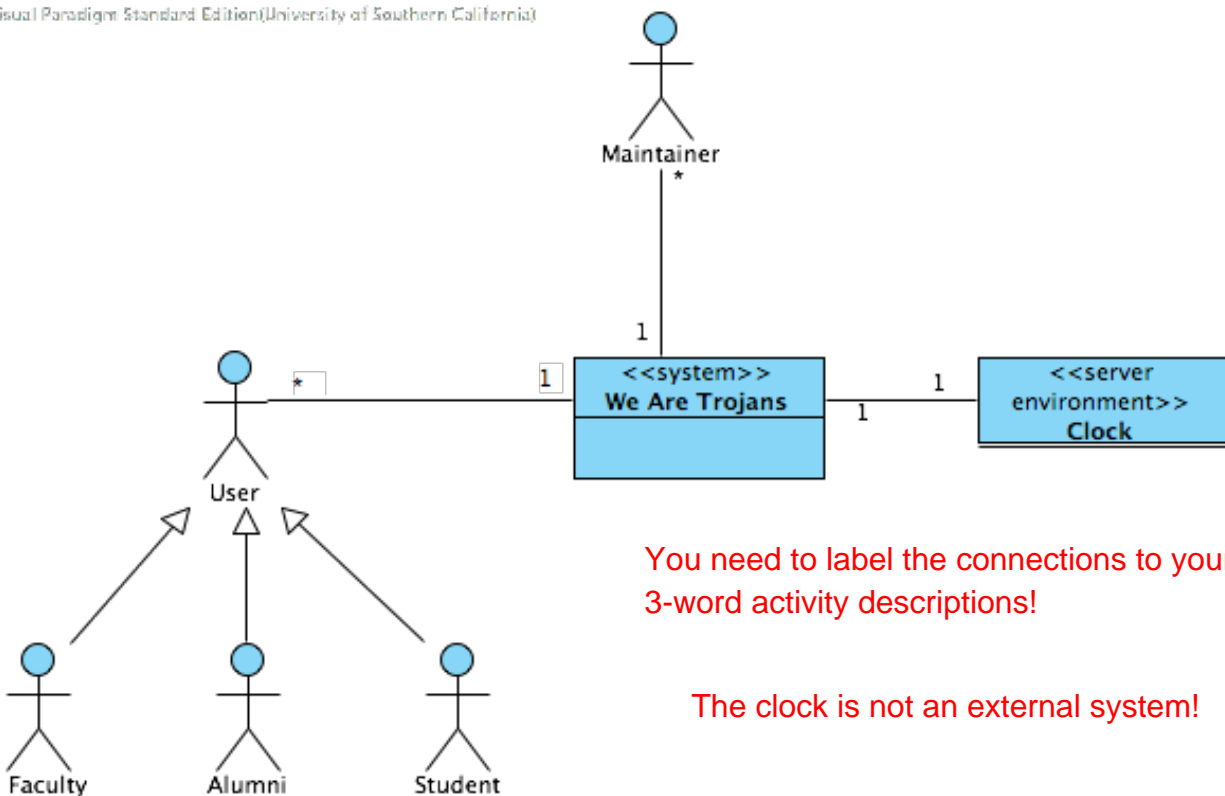 isual Paradigm Standard Edition(University of Southern California)
Maintainer
*
1
*
1
<<system>>
We Are Trojans
1
1
<<server
environment>>
Clock
User
You need to label the connections to you
3-word activity descriptions!
The clock is not an external system!
Faculty
Alumni
Student